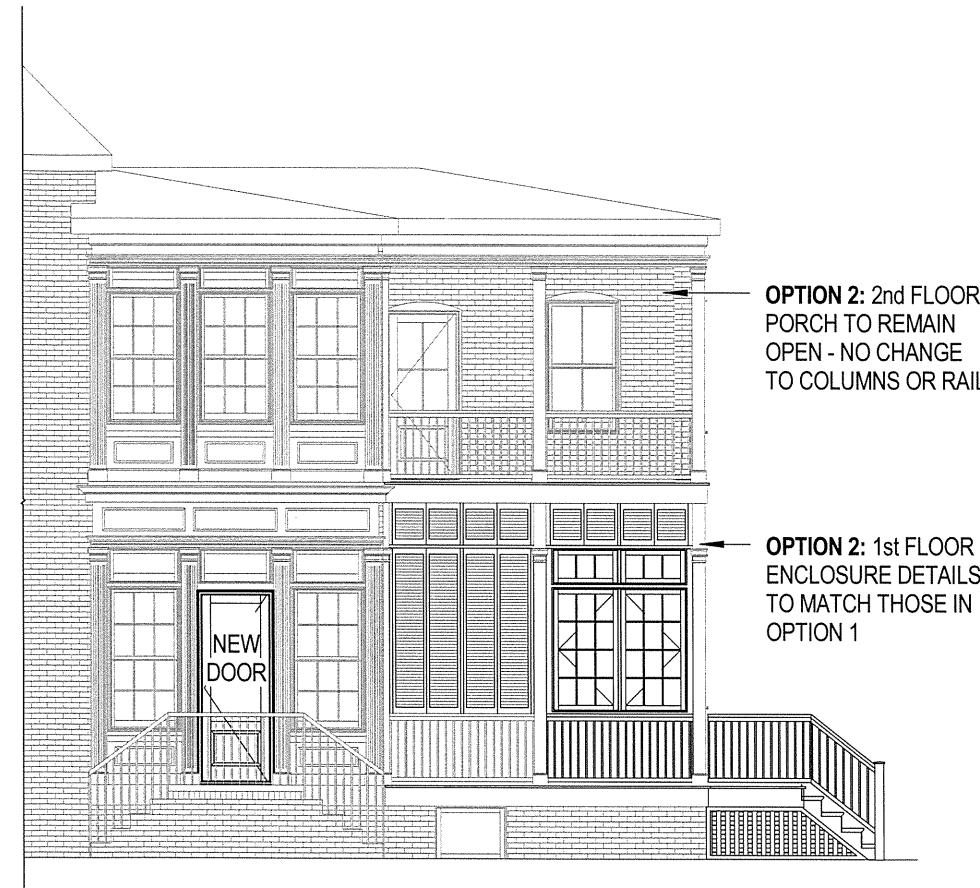 OPTION 2: 2nd FLOOR
PORCH TO REMAIN
OPEN - NO CHANGE
TO COLUMNS OR RAIL
OPTION 2: 1st FLOOR
ENCLOSURE DETAILS
TO MATCH THOSE IN
OPTION 1
NEW
DOOR